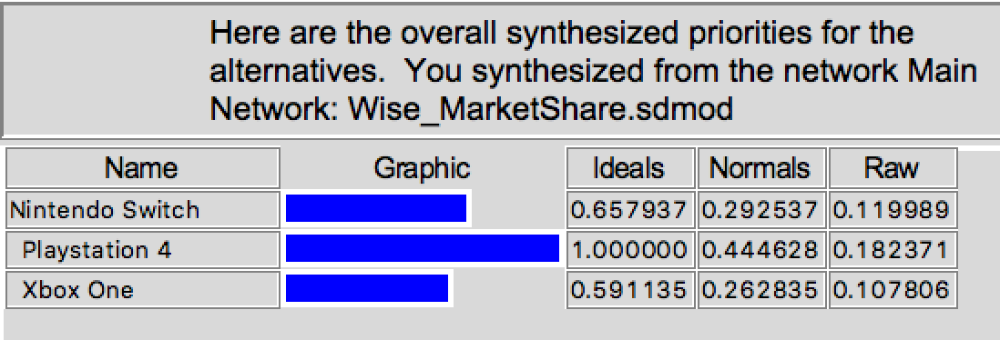 Here are the overall synthesized priorities for the
alternatives.  You synthesized from the network Main
Network: Wise_MarketShare.sdmod
Name Graphic Ideals Normals Raw
Nintendo Switch 0.657937 0.292537 0.119989
Playstation 4 1.000000 0.444628 0.182371
Xbox One 0.591135 0.262835 0.107806